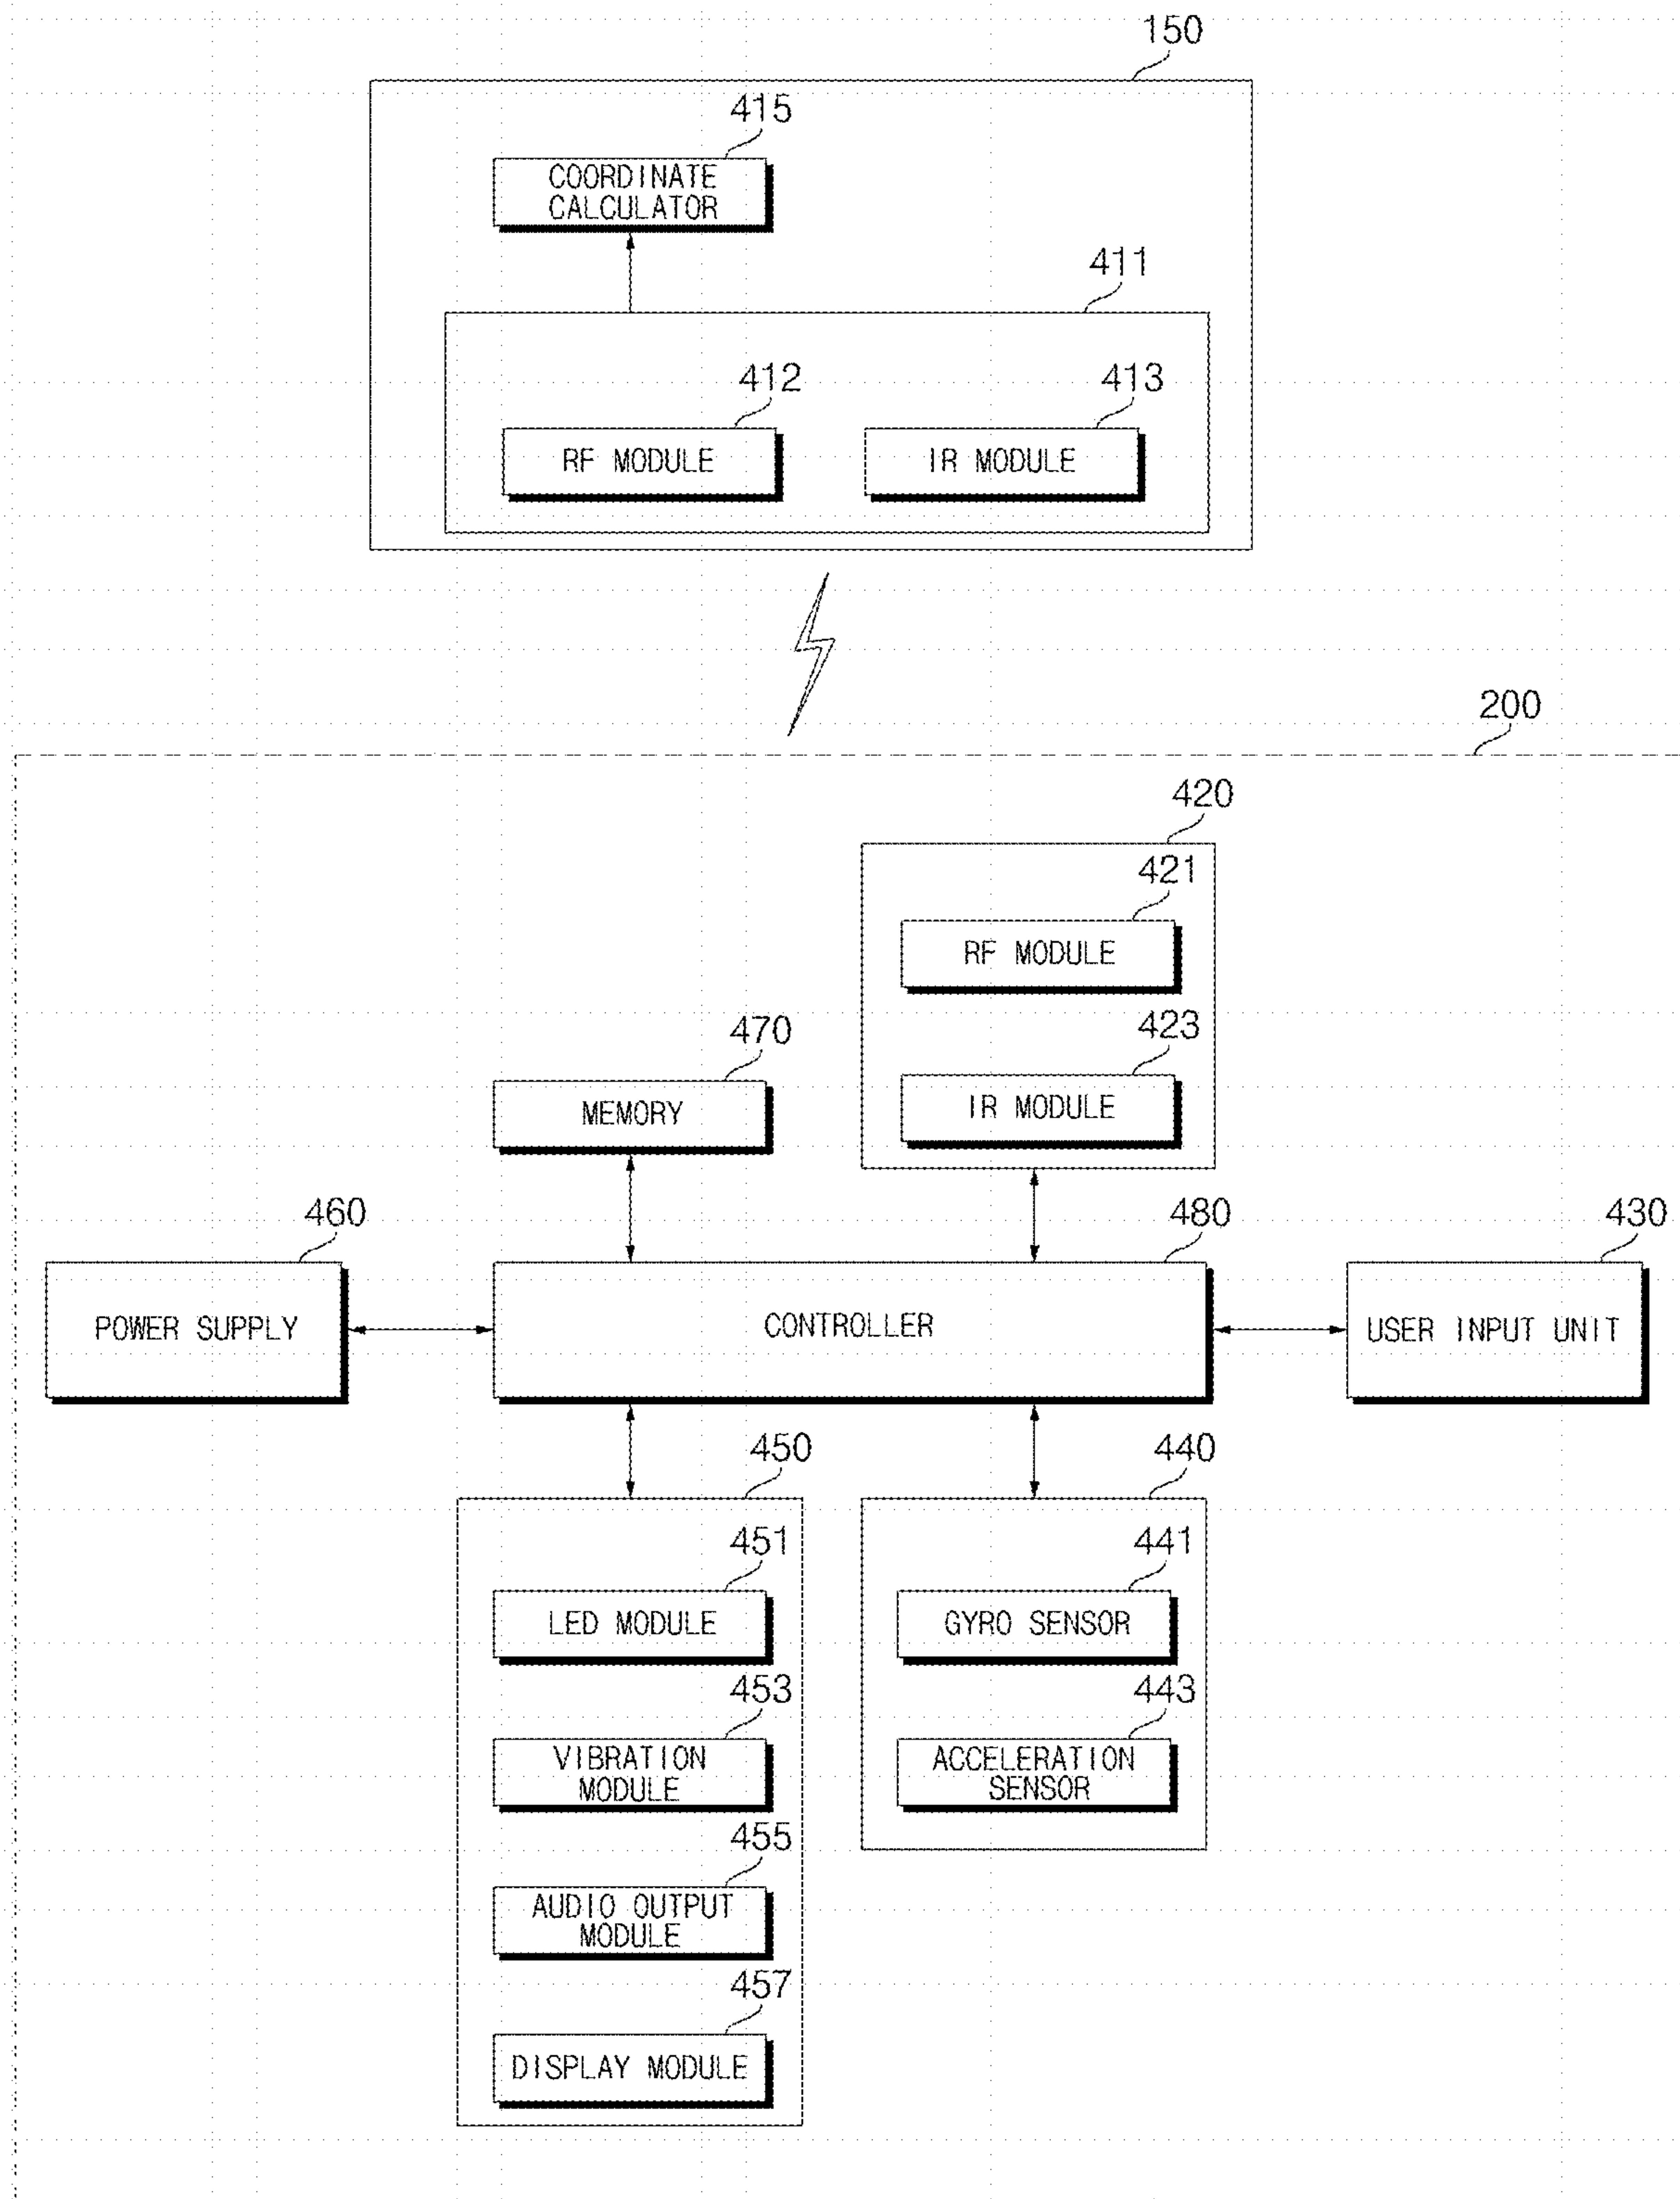 150
415
COORDINATE
CALCULATOR
411
412
413
RF MODULE
IR MODULE
200
420
421
RF MODULE
470
423
MEMORY
IR MODULE
460
480
430
POWER SUPPLY
CONTROLLER
USER INPUT UNIT
450
440
451
441
LED MODULE
GYRO SENSOR
453
443
VIBRATION
MODULE
ACCELERATION
SENSOR
455
AUDIO OUTPUT
MODULE
457
DISPLAY MODULE